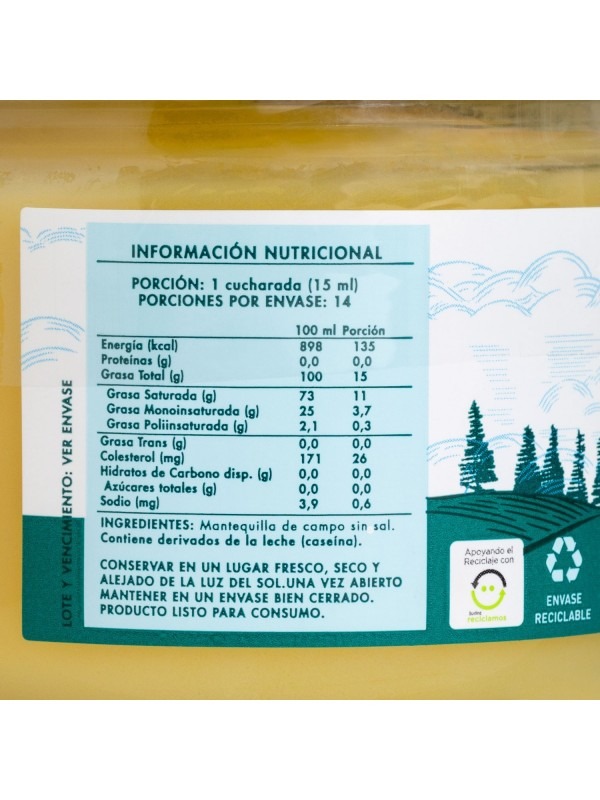 INFORMACIÓN NUTRICIONAL
PORCIÓN: 1 cucharada (15 ml)
PORCIONES POR ENVASE: 14
100 ml Porción
Energía (kcal) 898 135
Proteínas (g) 0,0 0,0
Grasa Total (g) 100 15
Grasa Saturada (g) 73 11
Grasa Monoinsaturada (g) 25 3,7
Grasa Poliinsaturada (g) 2,1 0,3
Grasa Trans (g) 0,0 0,0
Colesterol (mg) 171 26
Hidratos de Carbono disp. (g) 0,0 0,0
Azúcares totales (g) 0,0 0,0
Sodio (mg) 3,9 0,6
INGREDIENTES: Mantequilla de campo sin sal.
Contiene derivados de la leche (caseína).
CONSERVAR EN UN LUGAR FRESCO, SECO Y
ALEJADO DE LA LUZ DEL SOL.UNA VEZ ABIERTO
MANTENER EN UN ENVASE BIEN CERRADO.
PRODUCTO LISTO PARA CONSUMO.
LOTE Y VENCIMIENTO: VER ENVASE
Apoyando el
Reciclaje con
reciclamos
ENVASE
RECICLABLE